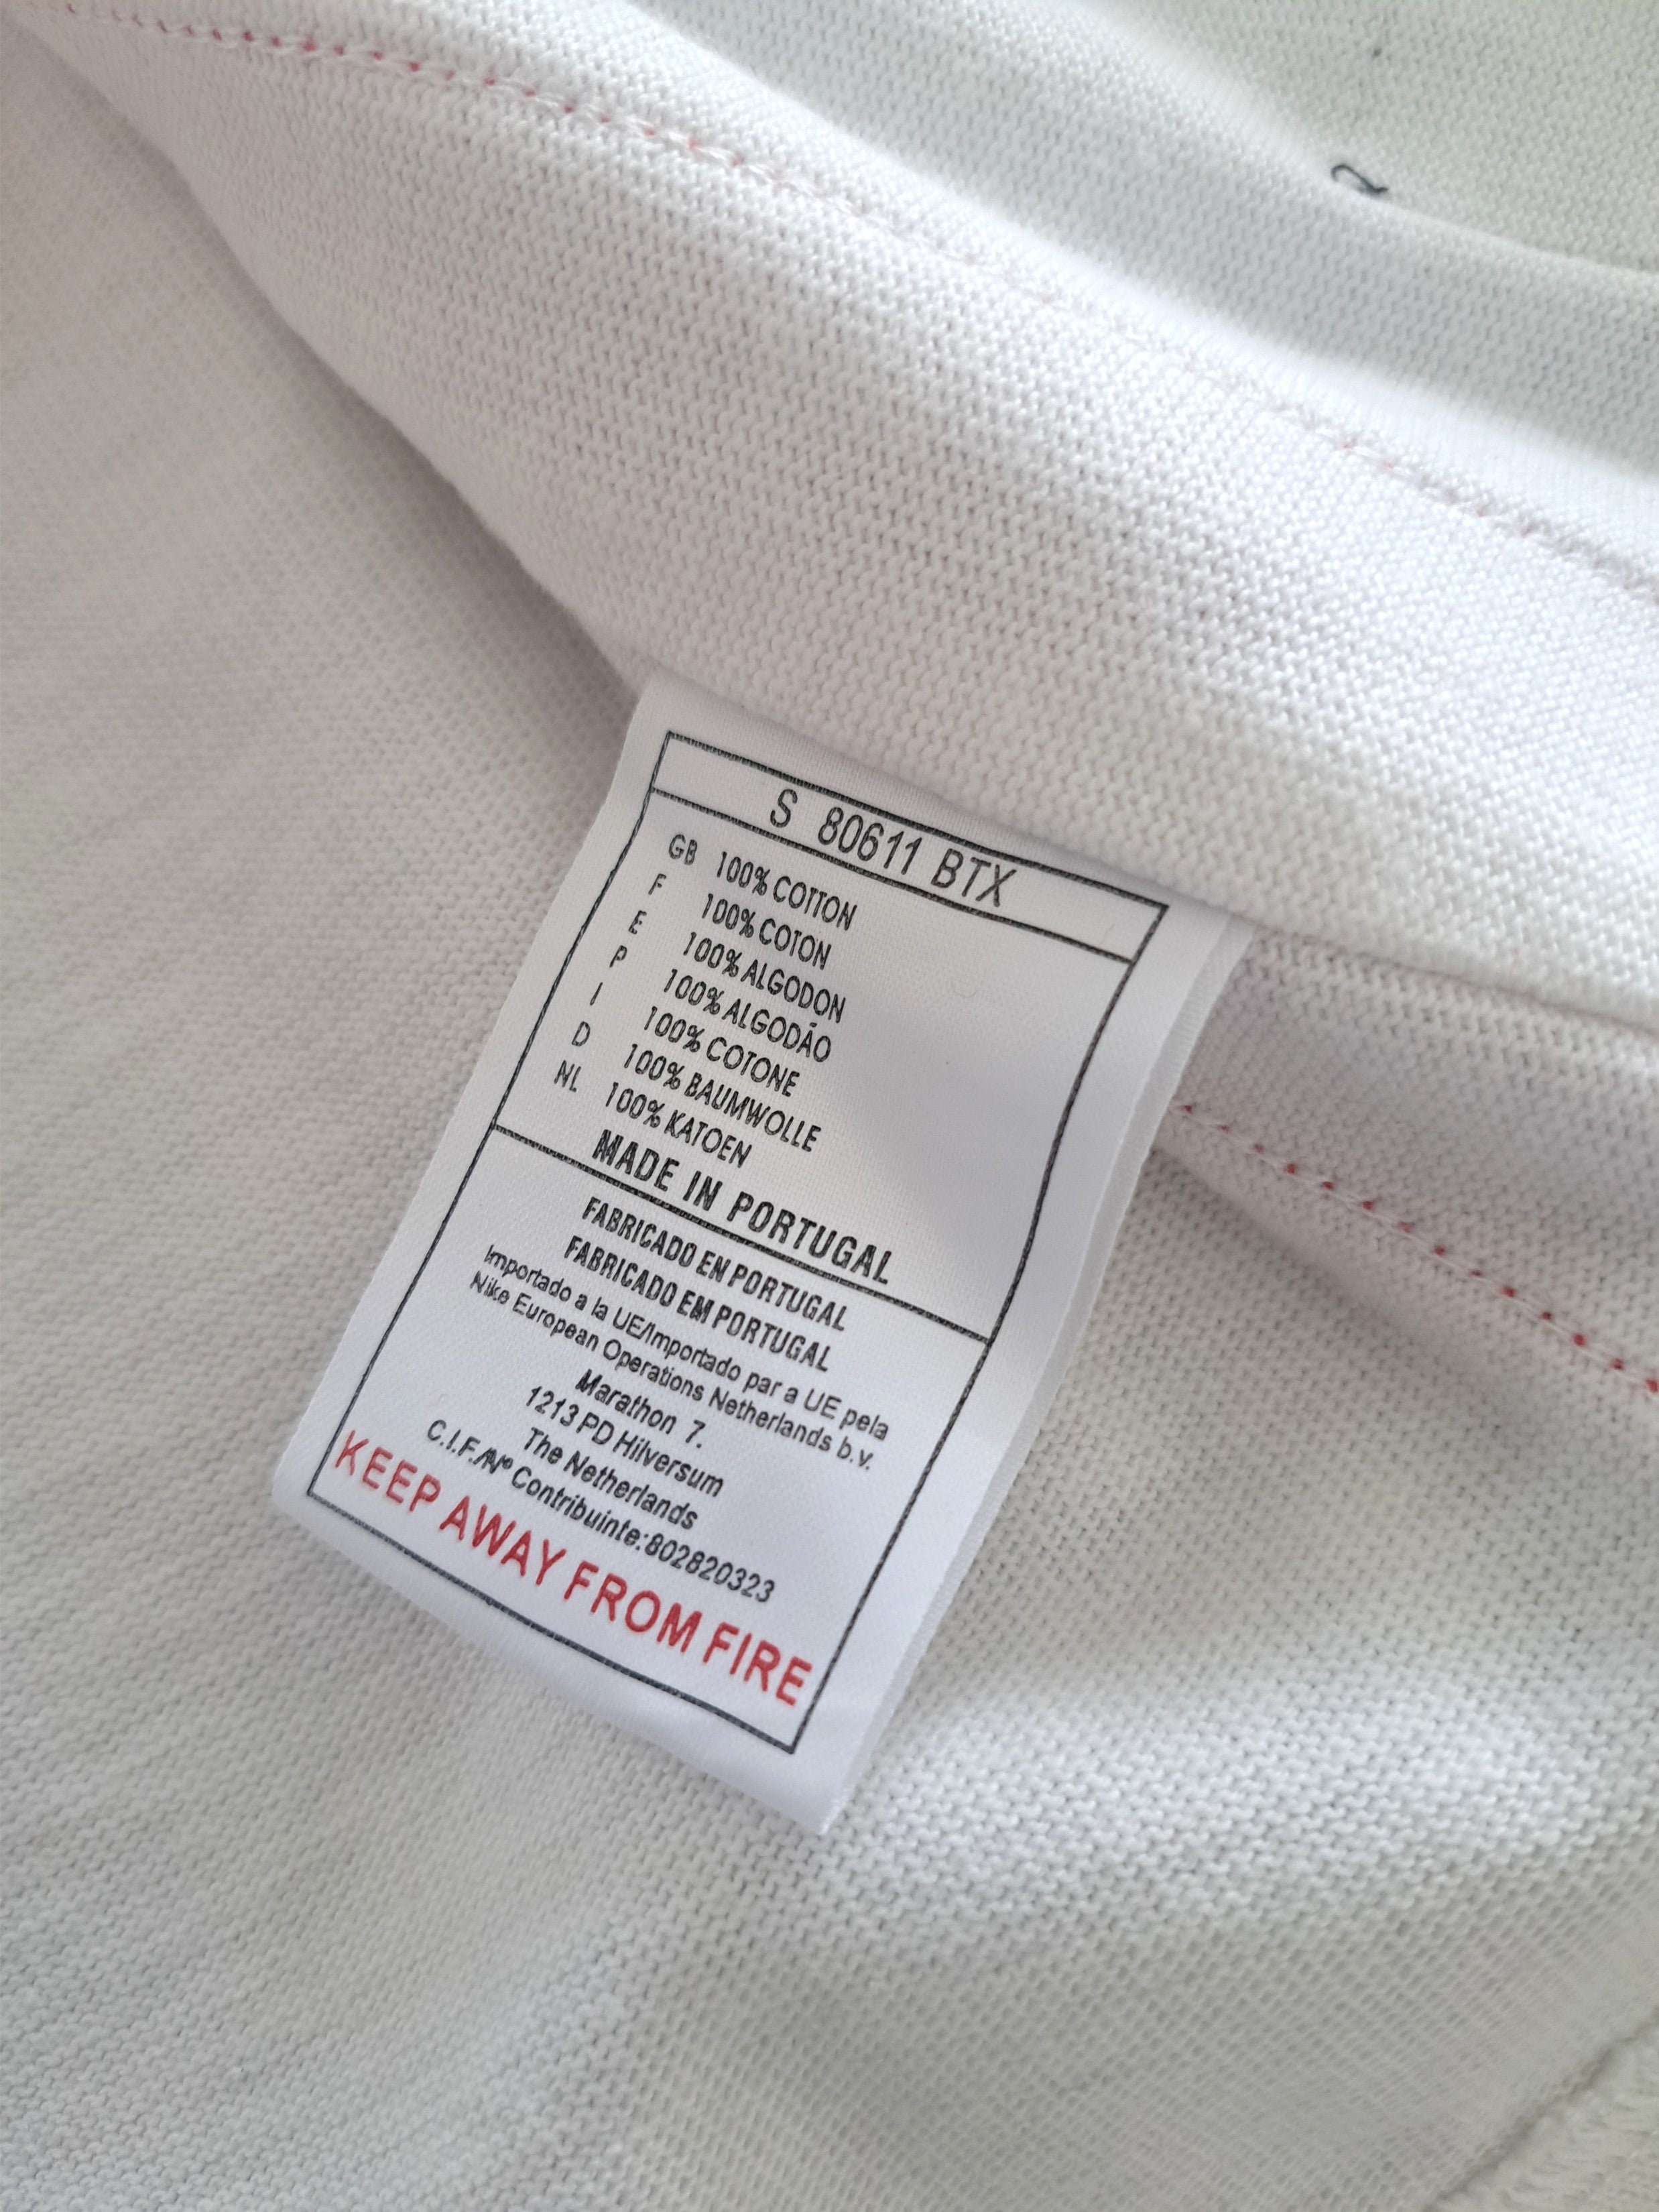 S 80611 BTX
GB 100% COTTON
F 100% COTON
E 100% ALGODON
P 100% ALGODÃO
I 100% COTONE
D 100% BAUMWOLLE
NL 100% KATOEN
MADE IN PORTUGAL
FABRICADO EN PORTUGAL
FABRICADO EM PORTUGAL
Importado a la UE/Importado par a UE pela
Nike European Operations Netherlands b.v.
Marathon 7.
1213 PD Hilversum
The Netherlands
C.I.F./Nº Contribuinte:802820323
KEEP AWAY FROM FIRE